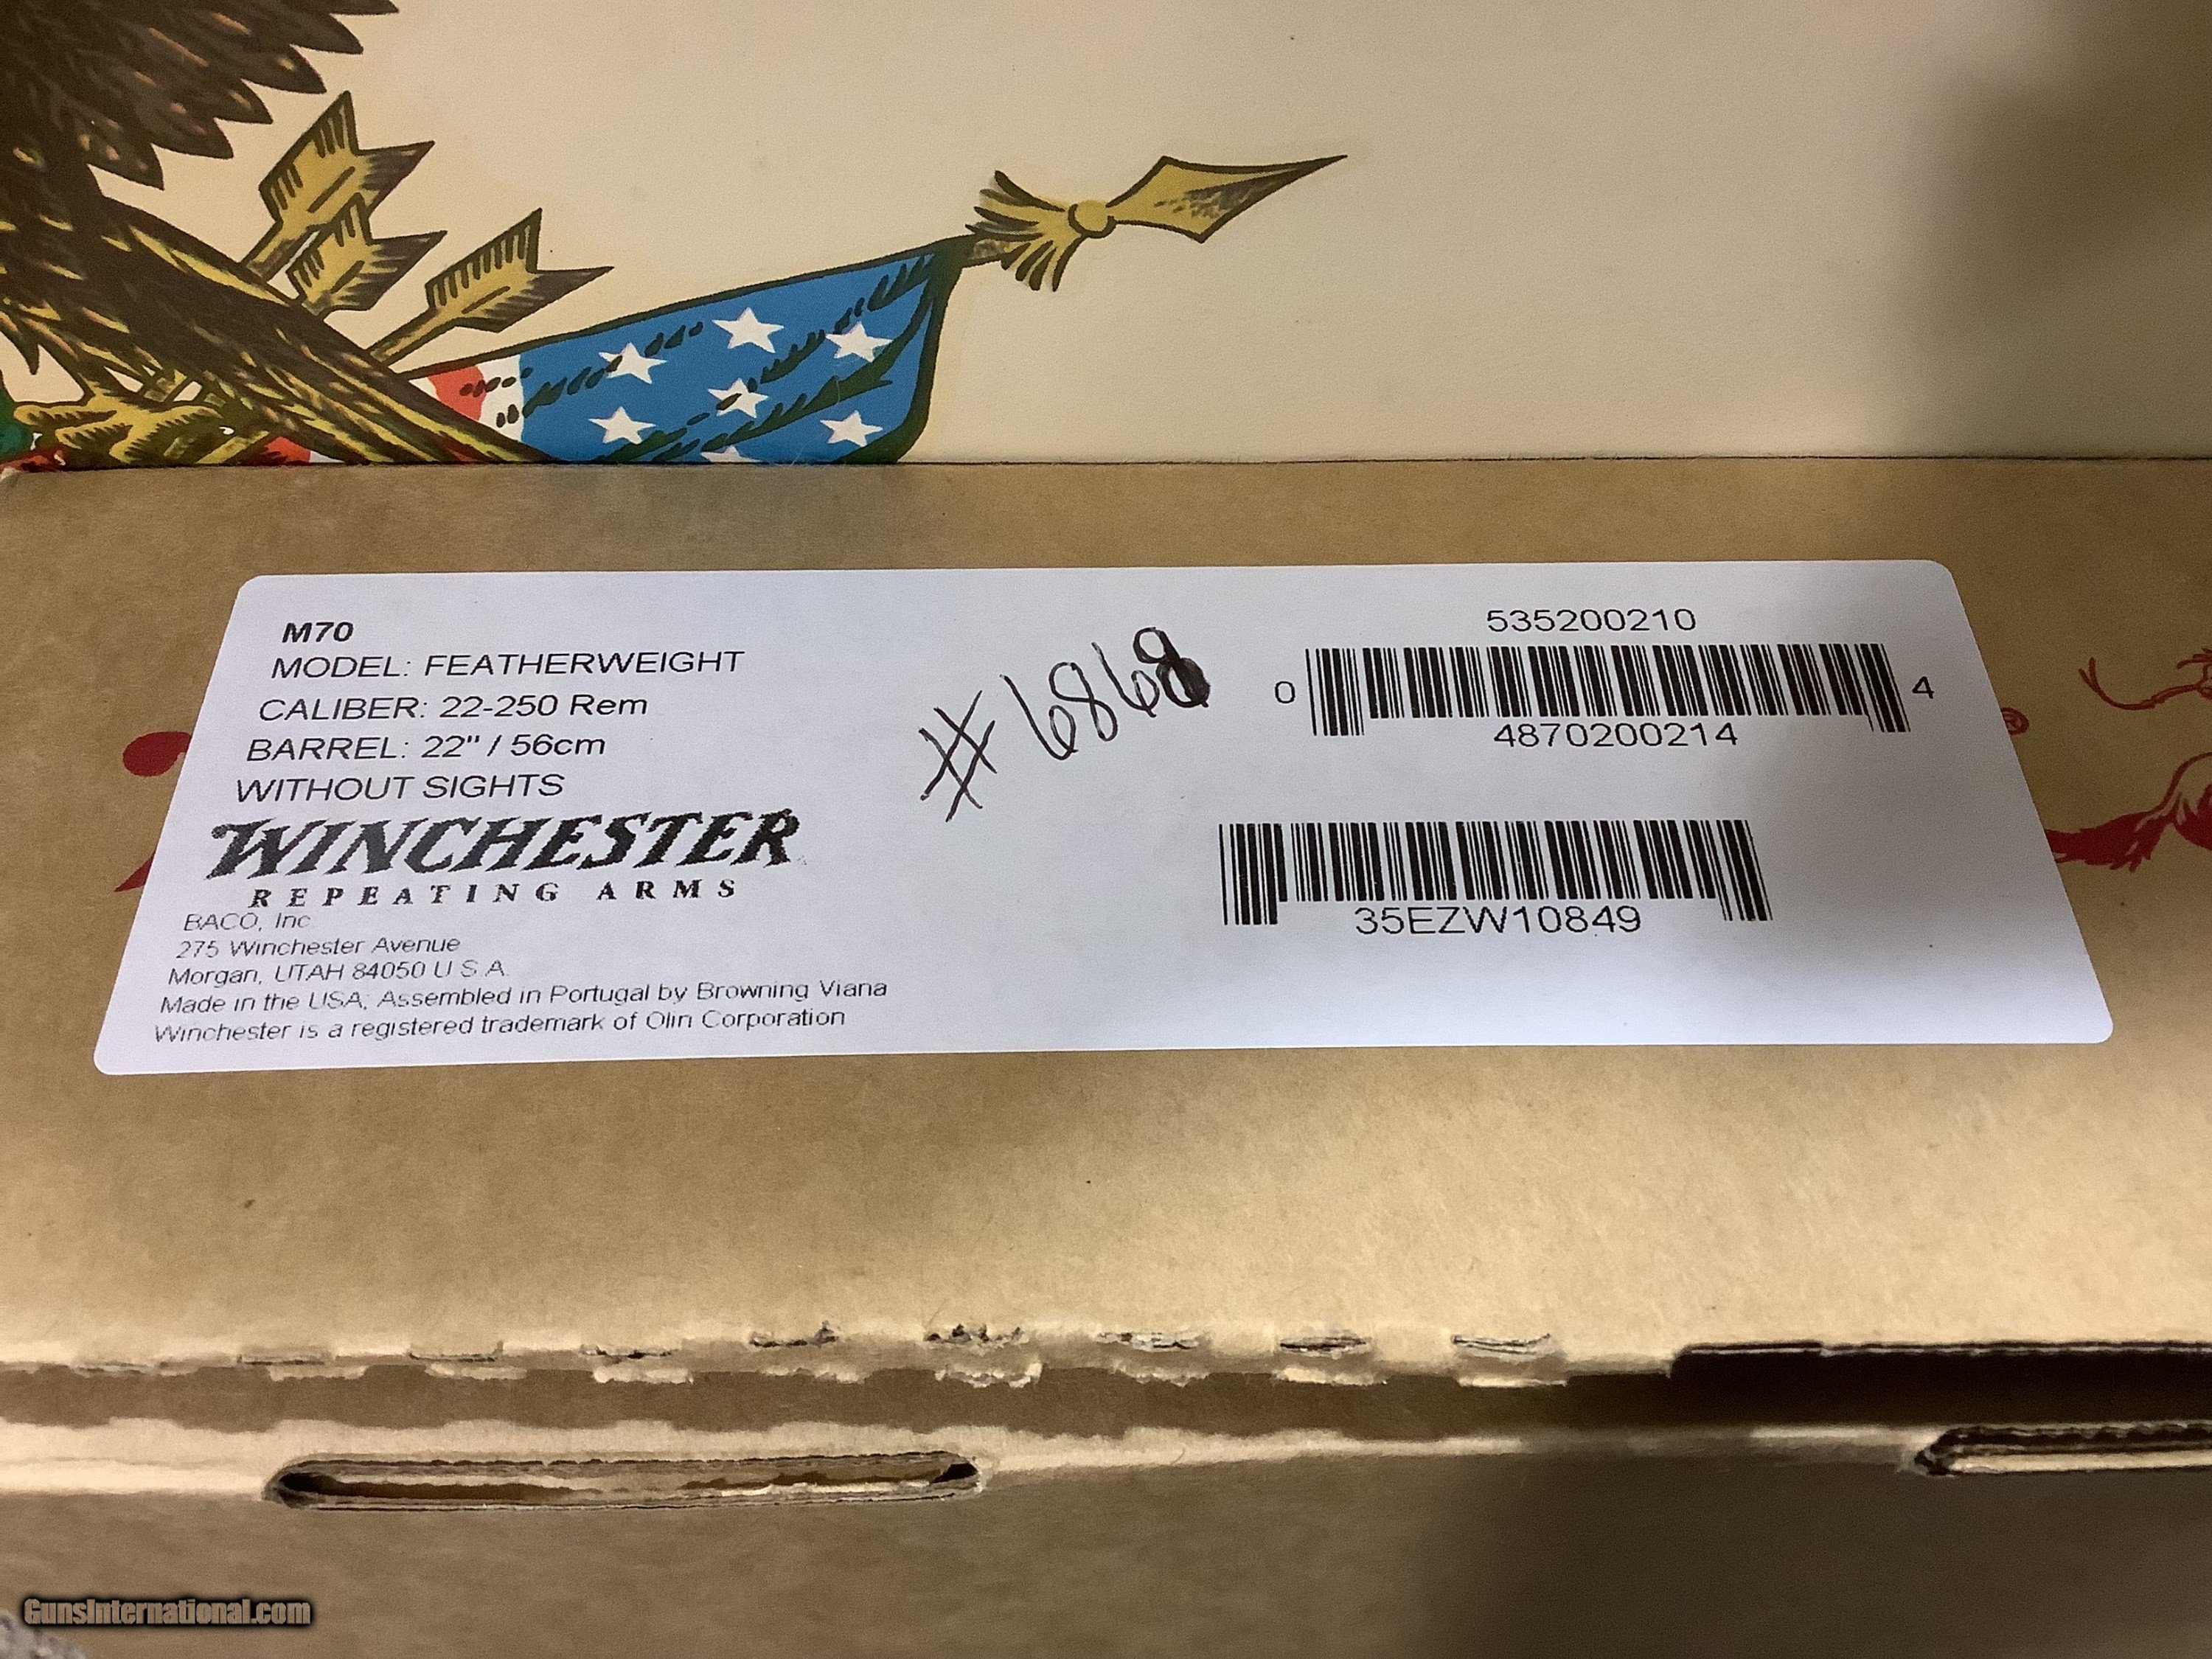 M70
MODEL: FEATHERWEIGHT
CALIBER: 22-250 Rem
BARREL: 22" / 56cm
WITHOUT SIGHTS
WINCHESTER
REPEATING ARMS
BACO, Inc
275 Winchester Avenue
Morgan, UTAH 84050 U S A
Made in the USA, Assembled in Portugal by Browning Viana
Winchester is a registered trademark of Olin Corporation
#6868
535200210
0 4
4870200214
35EZW10849
®
GunsInternational.com